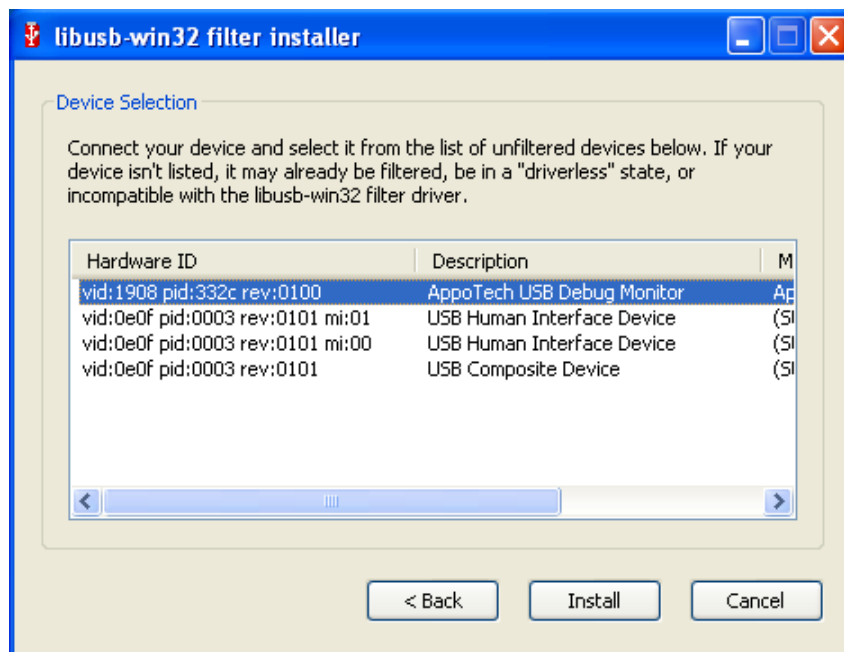 libusb-win32 filter installer
Device Selection
Connect your device and select it from the list of unfiltered devices below. If your
device isn't listed, it may already be filtered, be in a "driverless" state, or
incompatible with the libusb-win32 filter driver.
Hardware ID Description M
vid:1908 pid:332c rev:0100 AppoTech USB Debug Monitor Ap
vid:0e0f pid:0003 rev:0101 mi:01 USB Human Interface Device
vid:0e0f pid:0003 rev:0101 mi:00 USB Human Interface Device
vid:0e0f pid:0003 rev:0101 USB Composite Device
< Back Install Cancel